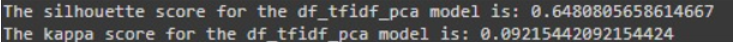 The silhouette score for the df_tfidf_pca model is: 0.6480805658614667
The kappa score for the df_tfidf_pca model is: 0.09215442092154424